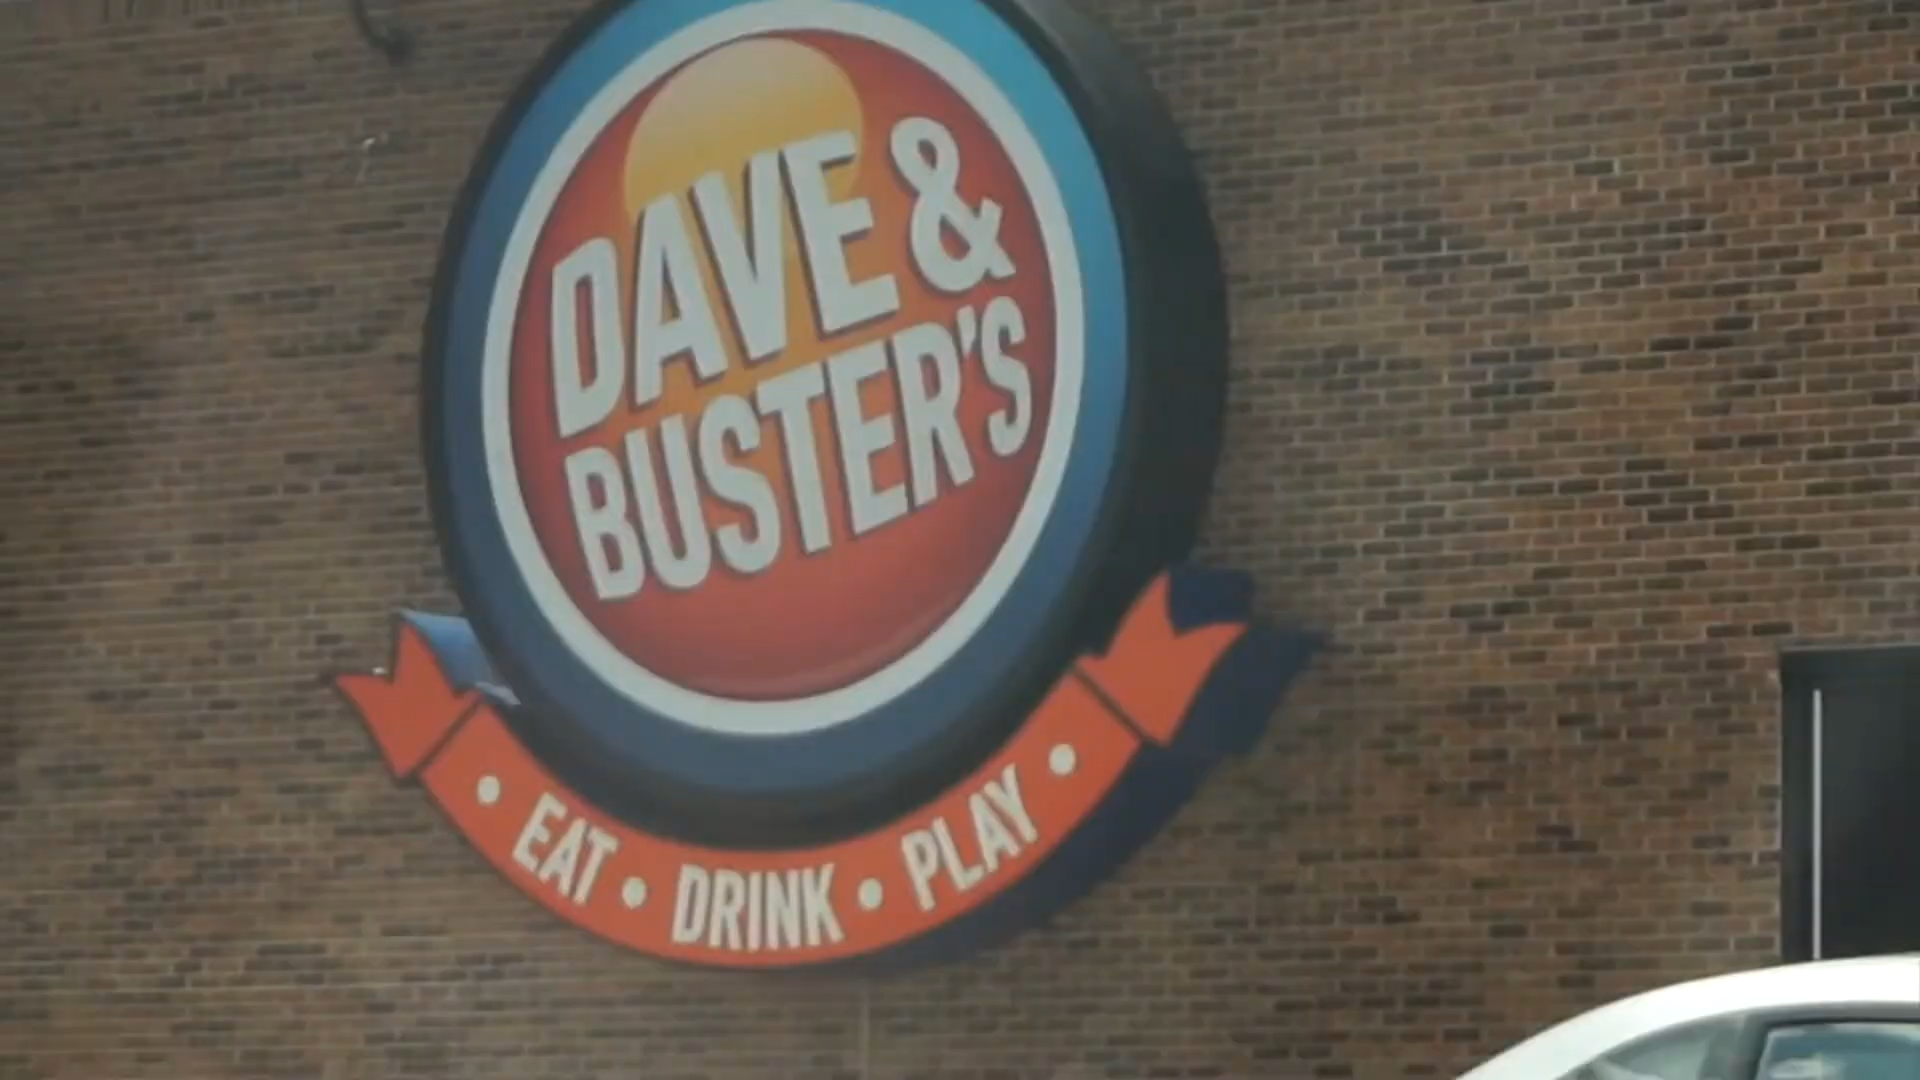 DAVE &
BUSTER'S
• EAT • DRINK • PLAY •